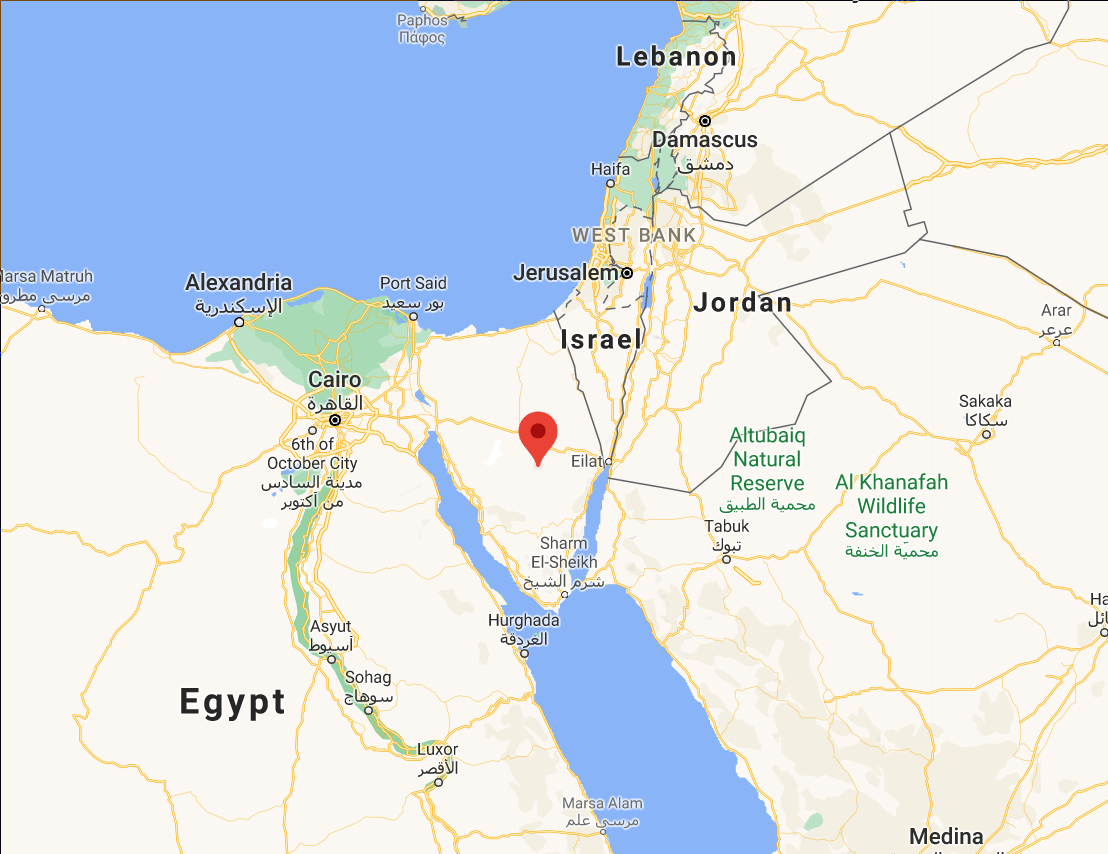 Paphos
Πάφος
Lebanon
Damascus
دمشق
Haifa
WEST BANK
Jerusalem
Marsa Matruh
مرسى مطروح
Alexandria
الإسكندرية
Port Said
بور سعيد
Jordan
Israel
Arar
عرعر
Cairo
القاهرة
Sakaka
سكاكا
6th of
October City
مدينة السادس
من أكتوبر
Eilat
Altubaiq
Natural
Reserve
محمية الطبيق
Al Khanafah
Wildlife
Sanctuary
محمية الخنفة
Tabuk
تبوك
Sharm
El-Sheikh
شرم الشيخ
Hurghada
الغردقة
Asyut
أسيوط
Sohag
سوهاج
Egypt
Luxor
الأقصر
Marsa Alam
مرسى علم
Medina